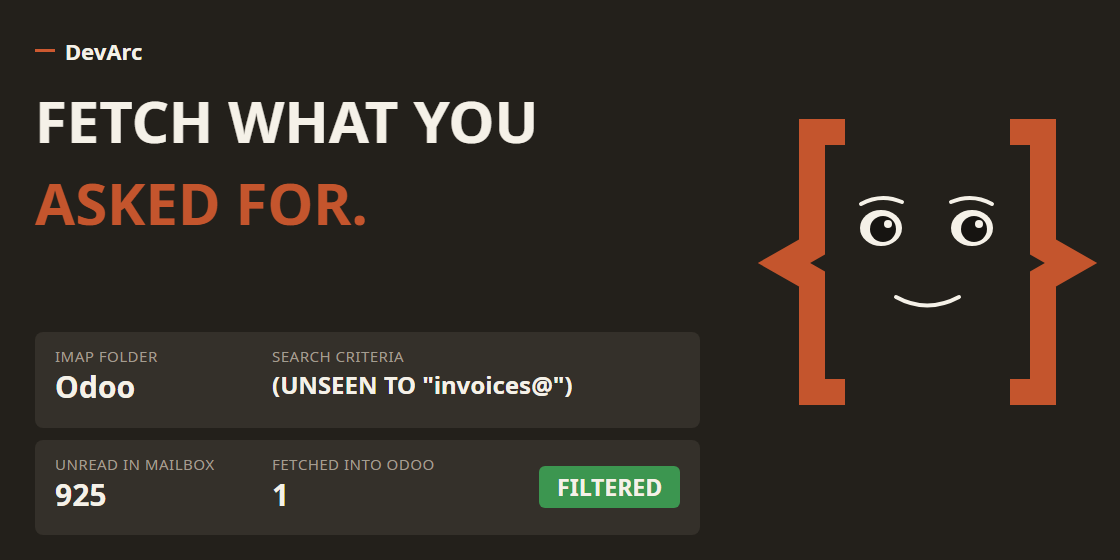 DevArc
FETCH WHAT YOU
ASKED FOR.
IMAP FOLDER
Odoo
SEARCH CRITERIA
(UNSEEN TO "invoices@")
UNREAD IN MAILBOX
925
FETCHED INTO ODOO
1
FILTERED